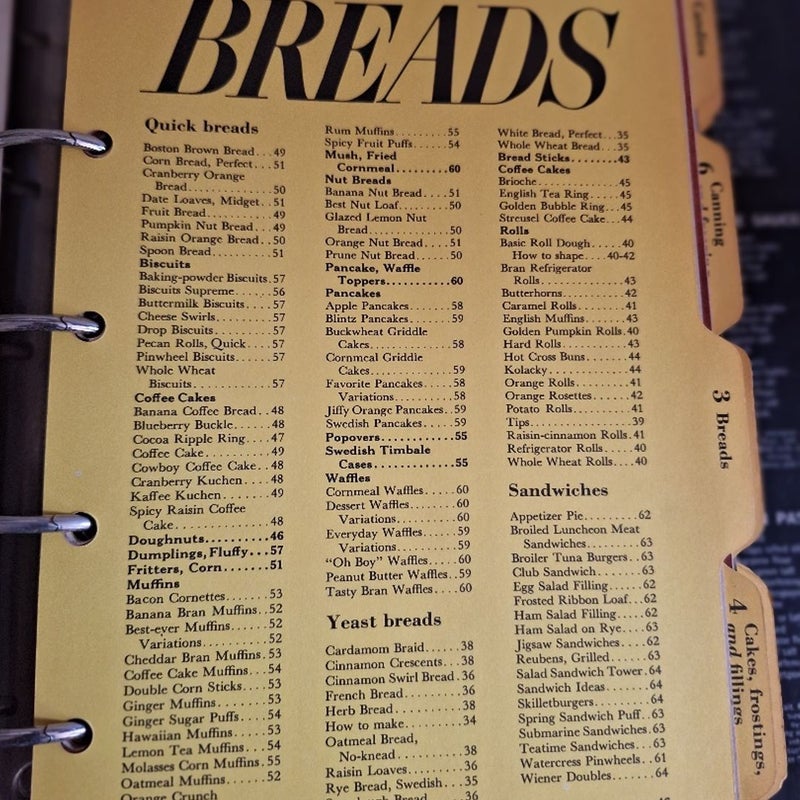 BREADS
Quick breads
Boston Brown Bread...49
Corn Bread, Perfect...51
Cranberry Orange
Bread..............50
Date Loaves, Midget..51
Fruit Bread...........49
Pumpkin Nut Bread..49
Raisin Orange Bread..50
Spoon Bread..........51
Biscuits
Baking-powder Biscuits.57
Biscuits Supreme.....56
Buttermilk Biscuits....57
Cheese Swirls.........57
Drop Biscuits.........57
Pecan Rolls, Quick....57
Pinwheel Biscuits.....57
Whole Wheat
Biscuits.............57
Coffee Cakes
Banana Coffee Bread..48
Blueberry Buckle......48
Cocoa Ripple Ring....47
Coffee Cake..........49
Cowboy Coffee Cake..48
Cranberry Kuchen....48
Kaffee Kuchen........49
Spicy Raisin Coffee
Cake...............48
Doughnuts..........46
Dumplings, Fluffy...57
Fritters, Corn.......51
Muffins
Bacon Cornettes......53
Banana Bran Muffins..52
Best-ever Muffins.....52
Variations..........52
Cheddar Bran Muffins.53
Coffee Cake Muffins...54
Double Corn Sticks....53
Ginger Muffins.......53
Ginger Sugar Puffs....54
Hawaiian Muffins.....53
Lemon Tea Muffins...54
Molasses Corn Muffins.55
Oatmeal Muffins......52
Orange Crunch
Rum Muffins.........55
Spicy Fruit Puffs......54
Mush, Fried
Cornmeal.........60
Nut Breads
Banana Nut Bread....51
Best Nut Loaf........50
Glazed Lemon Nut
Bread..............50
Orange Nut Bread....51
Prune Nut Bread......50
Pancake, Waffle
Toppers...........60
Pancakes
Apple Pancakes.......58
Blintz Pancakes.......59
Buckwheat Griddle
Cakes..............58
Cornmeal Griddle
Cakes..............59
Favorite Pancakes.....58
Variations..........58
Jiffy Orange Pancakes..59
Swedish Pancakes.....59
Popovers............55
Swedish Timbale
Cases.............55
Waffles
Cornmeal Waffles.....60
Dessert Waffles.......60
Variations..........60
Everyday Waffles.....59
Variations..........59
“Oh Boy” Waffles.....60
Peanut Butter Waffles..59
Tasty Bran Waffles....60
Yeast breads
Cardamom Braid......38
Cinnamon Crescents...38
Cinnamon Swirl Bread.36
French Bread.........36
Herb Bread..........38
How to make.........34
Oatmeal Bread,
No-knead...........38
Raisin Loaves.........36
Rye Bread, Swedish...35
White Bread, Perfect...35
Whole Wheat Bread...35
Bread Sticks........43
Coffee Cakes
Brioche.............45
English Tea Ring.....45
Golden Bubble Ring...45
Streusel Coffee Cake...44
Rolls
Basic Roll Dough.....40
How to shape....40-42
Bran Refrigerator
Rolls..............43
Butterhorns..........42
Caramel Rolls........41
English Muffins.......43
Golden Pumpkin Rolls.40
Hard Rolls...........43
Hot Cross Buns.......44
Kolacky.............44
Orange Rolls.........41
Orange Rosettes......42
Potato Rolls.........41
Tips................39
Raisin-cinnamon Rolls.41
Refrigerator Rolls.....40
Whole Wheat Rolls....40
Sandwiches
Appetizer Pie.........62
Broiled Luncheon Meat
Sandwiches.........63
Broiler Tuna Burgers..63
Club Sandwich.......63
Egg Salad Filling.....62
Frosted Ribbon Loaf...62
Ham Salad Filling.....62
Ham Salad on Rye....63
Jigsaw Sandwiches....62
Reubens, Grilled......63
Salad Sandwich Tower.64
Sandwich Ideas.......64
Skilletburgers........64
Spring Sandwich Puff..63
Submarine Sandwiches.63
Teatime Sandwiches...63
Watercress Pinwheels..61
Wiener Doubles.......64
6 Canning
3 Breads
4 Cakes, frostings,
and fillings